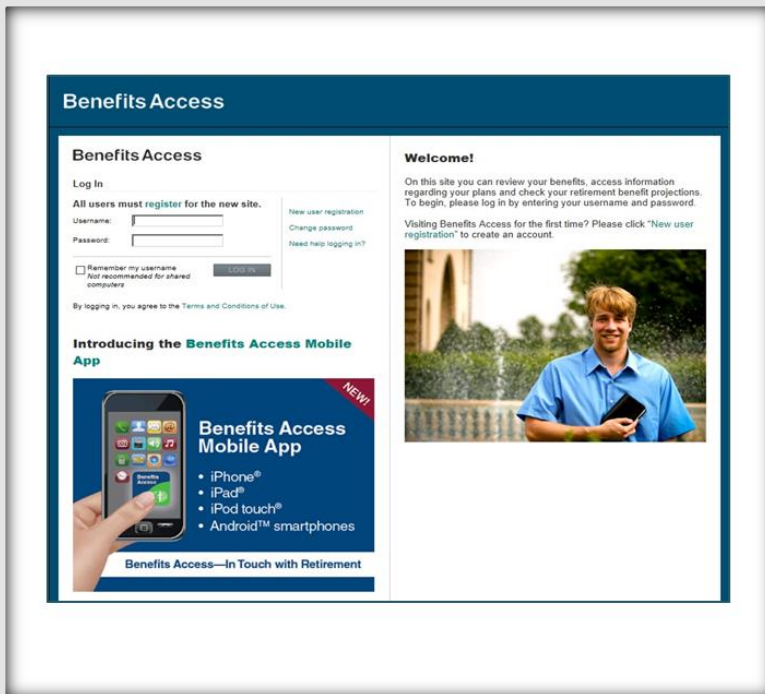 Benefits Access
Benefits Access
Log In
All users must register for the new site.
Username:
Password:
New user registration
Change password
Need help logging in?
Remember my username
Not recommended for shared
computers
LOG IN
By logging in, you agree to the Terms and Conditions of Use.
Introducing the Benefits Access Mobile
App
NEW!
Benefits Access
Mobile App
• iPhone®
• iPad®
• iPod touch®
• Android™ smartphones
Benefits
Access
Benefits Access—In Touch with Retirement
Welcome!
On this site you can review your benefits, access information
regarding your plans and check your retirement benefit projections.
To begin, please log in by entering your username and password.
Visiting Benefits Access for the first time? Please click "New user
registration" to create an account.